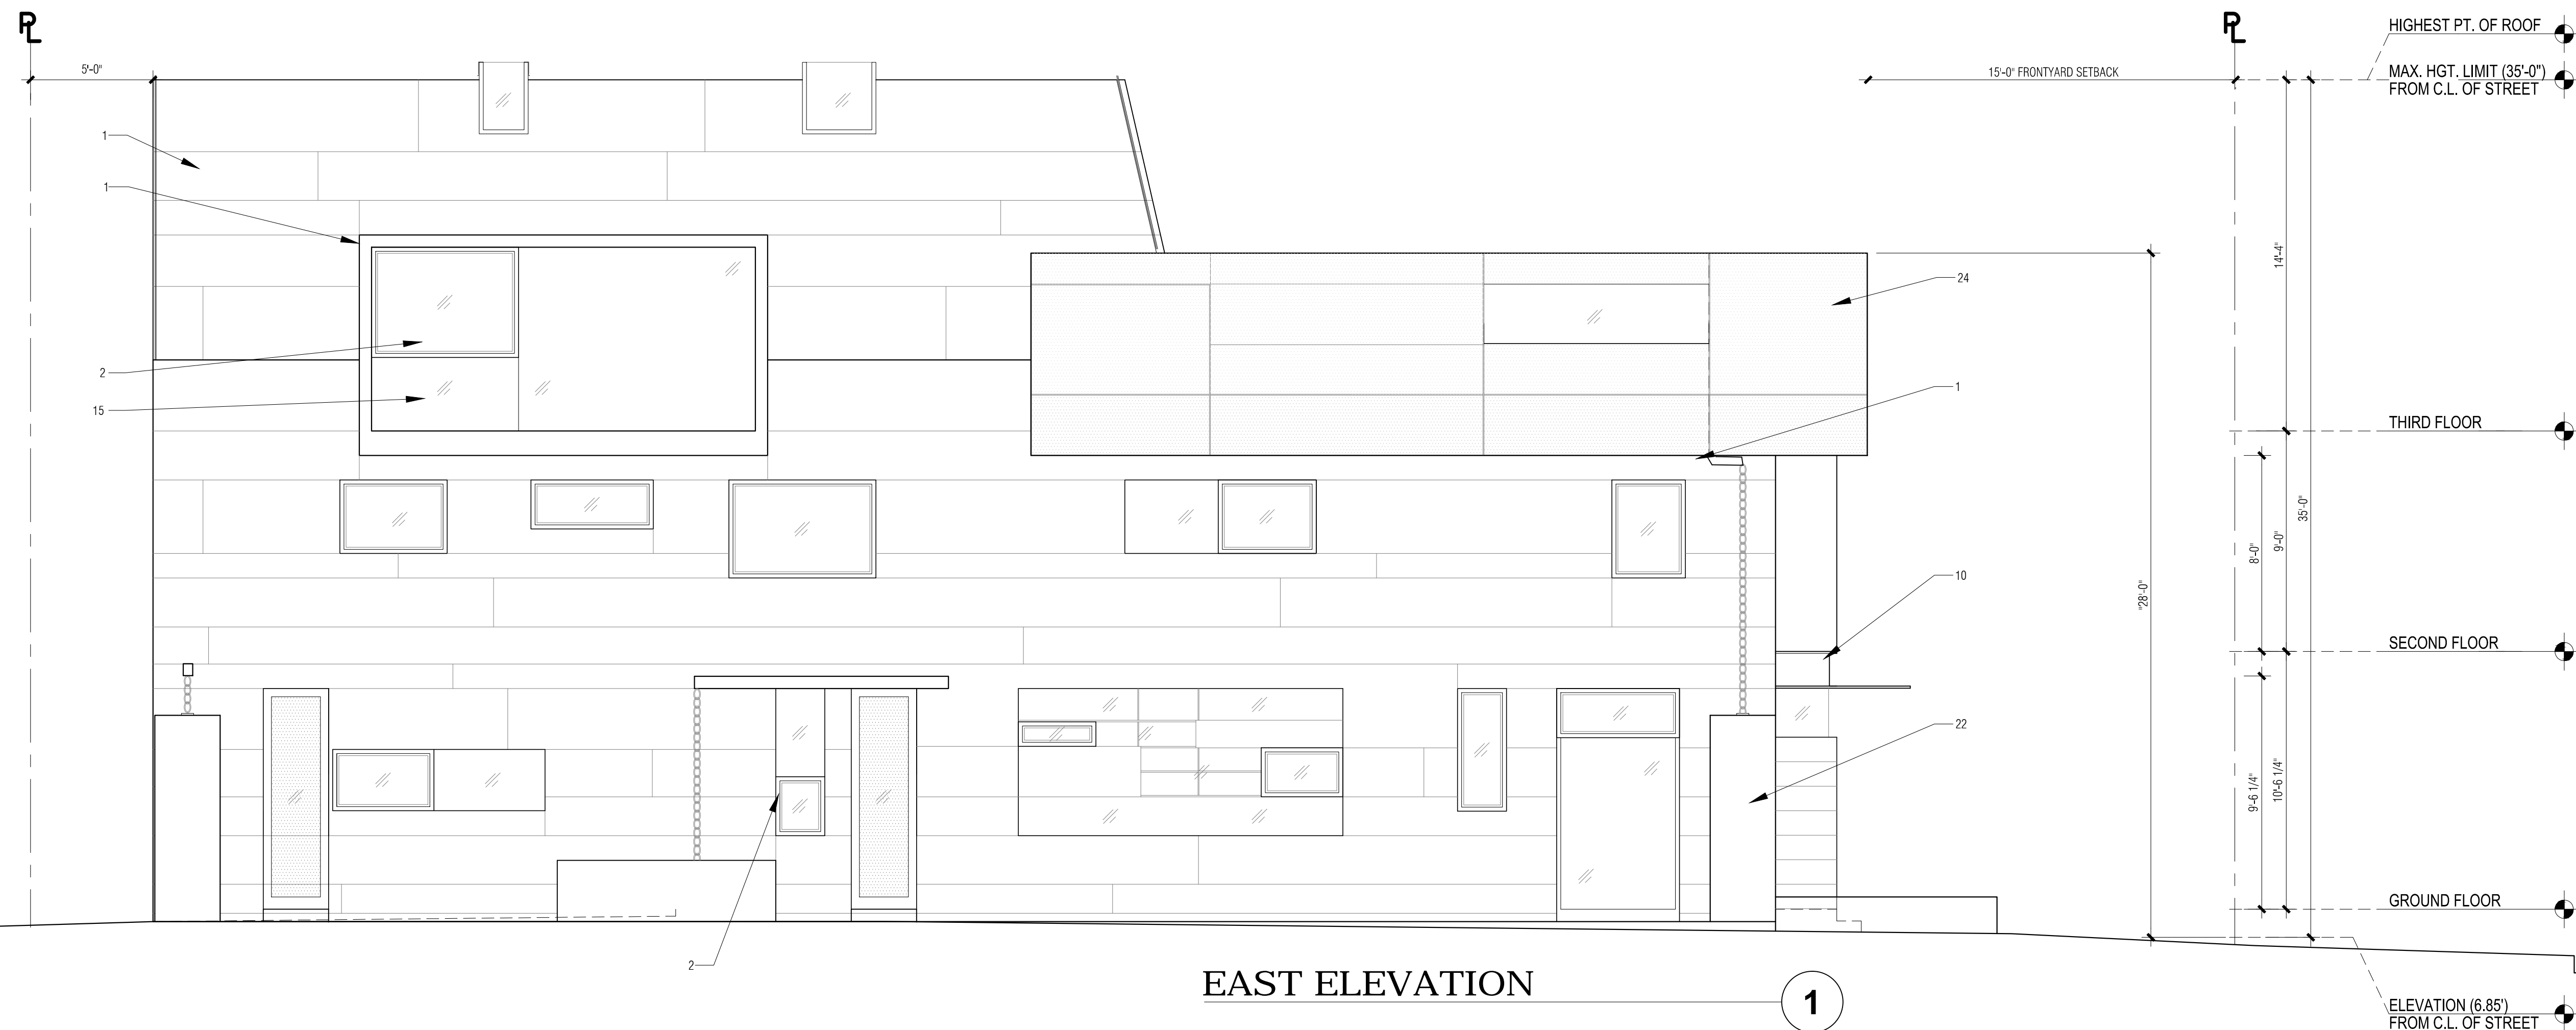 PL
PL
HIGHEST PT. OF ROOF
5'-0"
15'-0" FRONTYARD SETBACK
MAX. HGT. LIMIT (35'-0")
FROM C.L. OF STREET
1
1
14'-4"
24
2
1
15
THIRD FLOOR
35'-0"
8'-0"
9'-0"
10
"28'-0"
SECOND FLOOR
22
9'-6 1/4"
10'-6 1/4"
GROUND FLOOR
2
EAST ELEVATION
1
ELEVATION (6.85')
FROM C.L. OF STREET